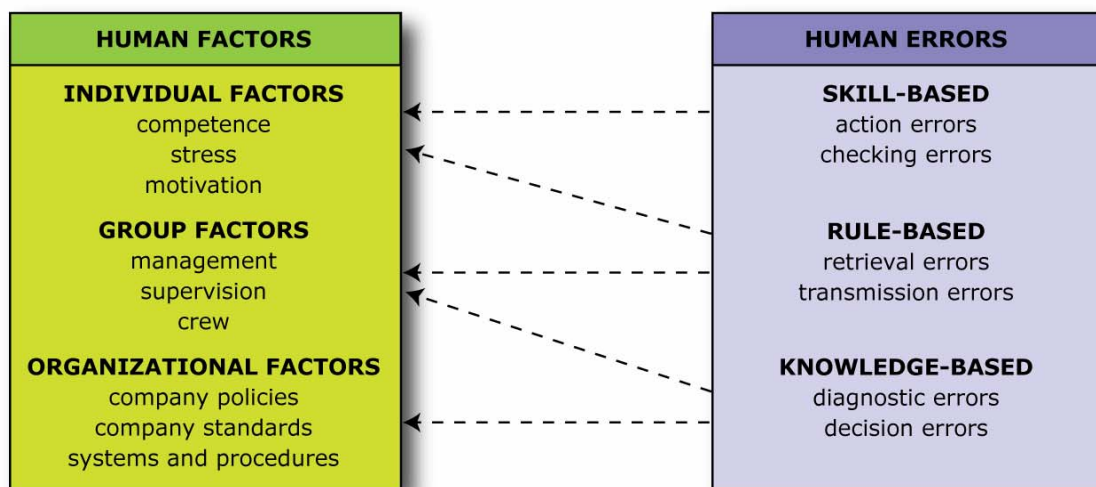 HUMAN FACTORS
INDIVIDUAL FACTORS
competence
stress
motivation
GROUP FACTORS
management
supervision
crew
ORGANIZATIONAL FACTORS
company policies
company standards
systems and procedures
HUMAN ERRORS
SKILL-BASED
action errors
checking errors
RULE-BASED
retrieval errors
transmission errors
KNOWLEDGE-BASED
diagnostic errors
decision errors